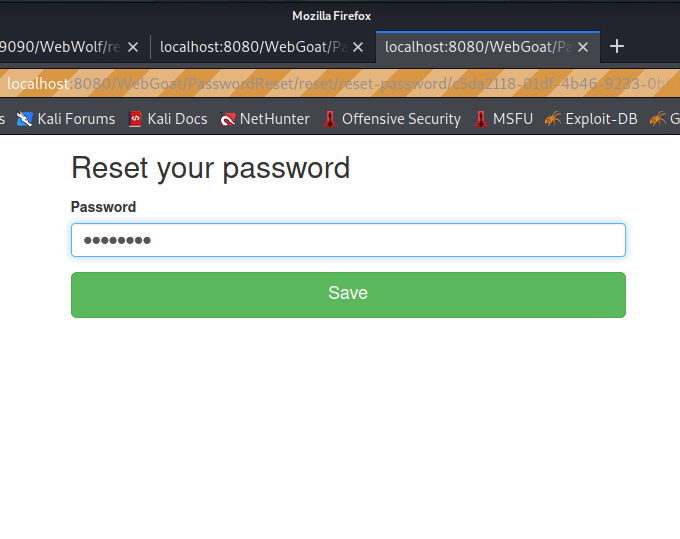 Mozilla Firefox
9090/WebWolf/re
localhost:8080/WebGoat/Pa
localhost:8080/WebGoat/Pa
localhost:8080/WebGoat/PasswordReset/reset/reset-password/c5da2118-01df-4b46-9233-0b
s Kali Forums Kali Docs NetHunter Offensive Security MSFU Exploit-DB G
Reset your password
Password
Save